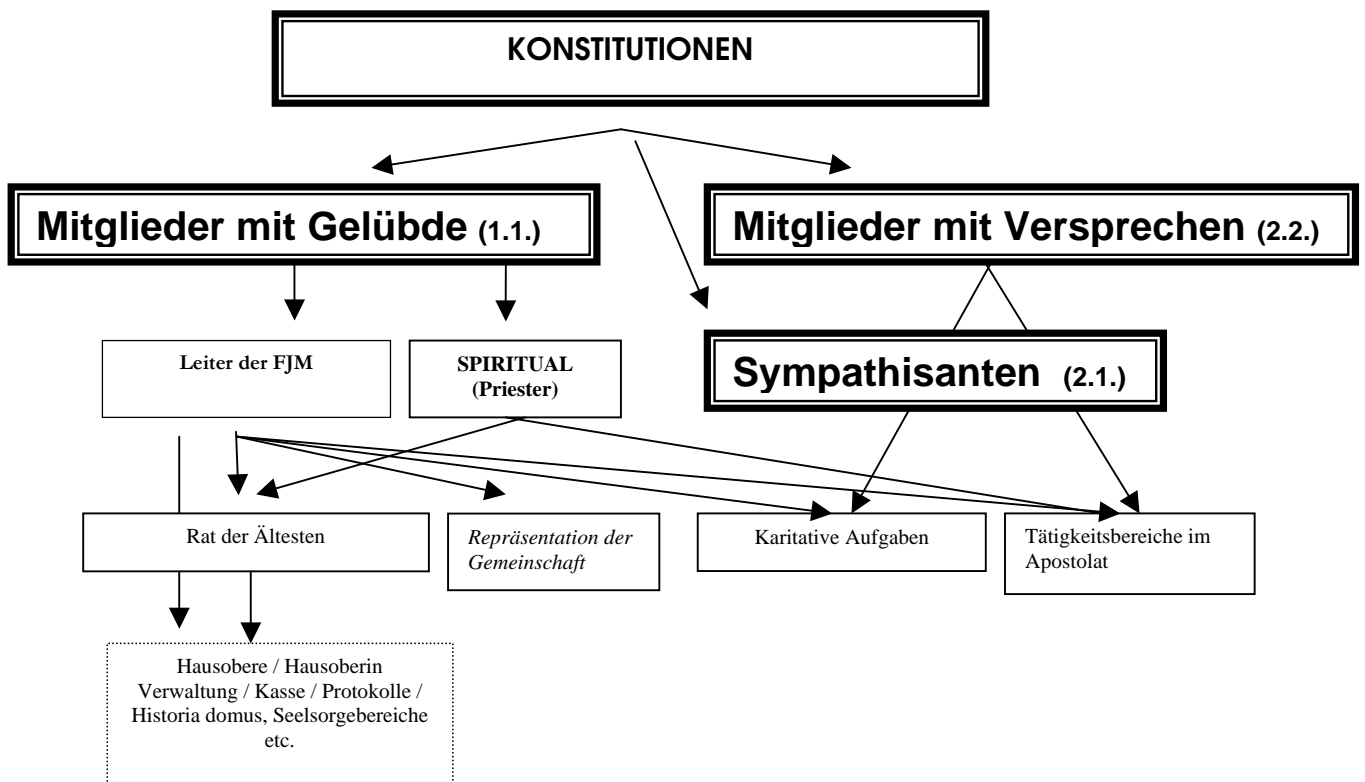 KONSTITUTIONEN
Mitglieder mit Gelübde (1.1.)
Mitglieder mit Versprechen (2.2.)
Sympathisanten (2.1.)
Leiter der FJM
SPIRITUAL
(Priester)
Rat der Ältesten
Repräsentation der
Gemeinschaft
Karitative Aufgaben
Tätigkeitsbereiche im
Apostolat
Hausobere / Hausoberin
Verwaltung / Kasse / Protokolle /
Historia domus, Seelsorgebereiche
etc.